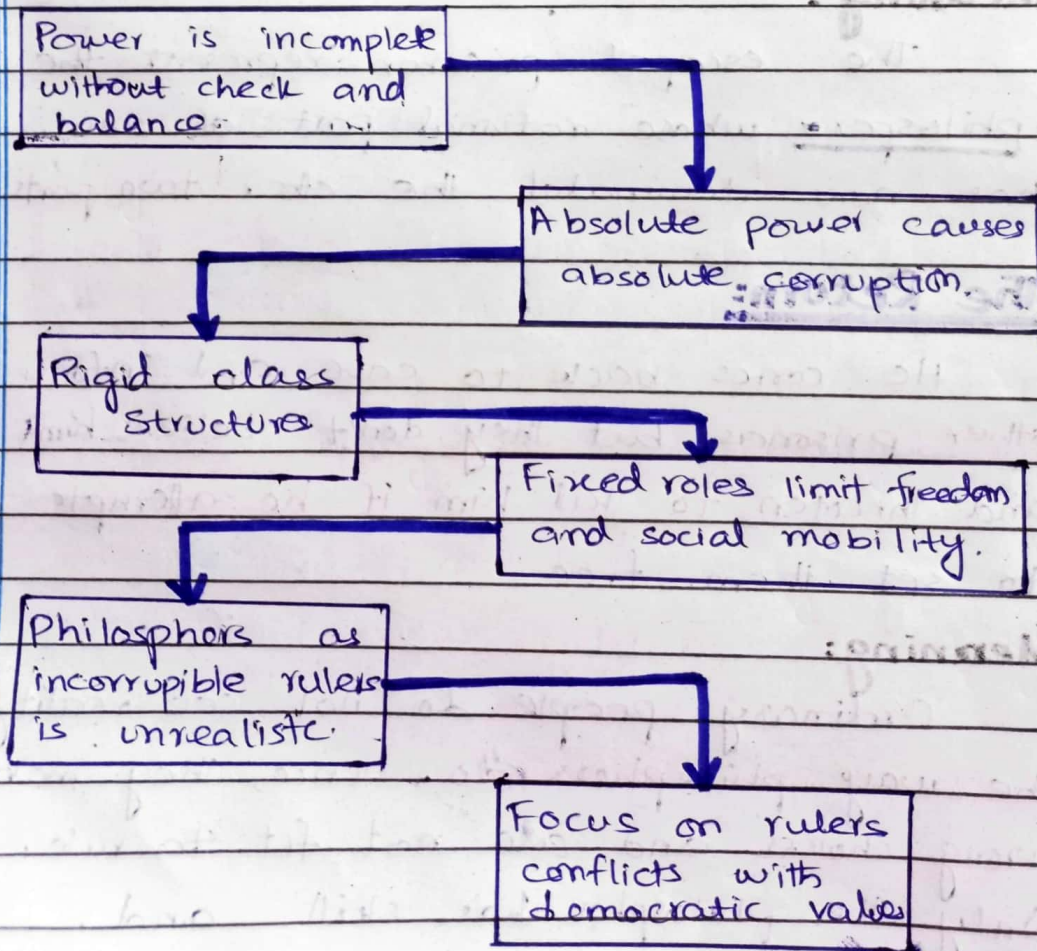 Power is incomplete
without check and
balance.
Absolute power causes
absolute corruption.
Rigid class
Structures
Fixed roles limit freedom
and social mobility.
Philosphors as
incorrupible rulers
is unrealistc.
Focus on rulers
conflicts with
democratic values